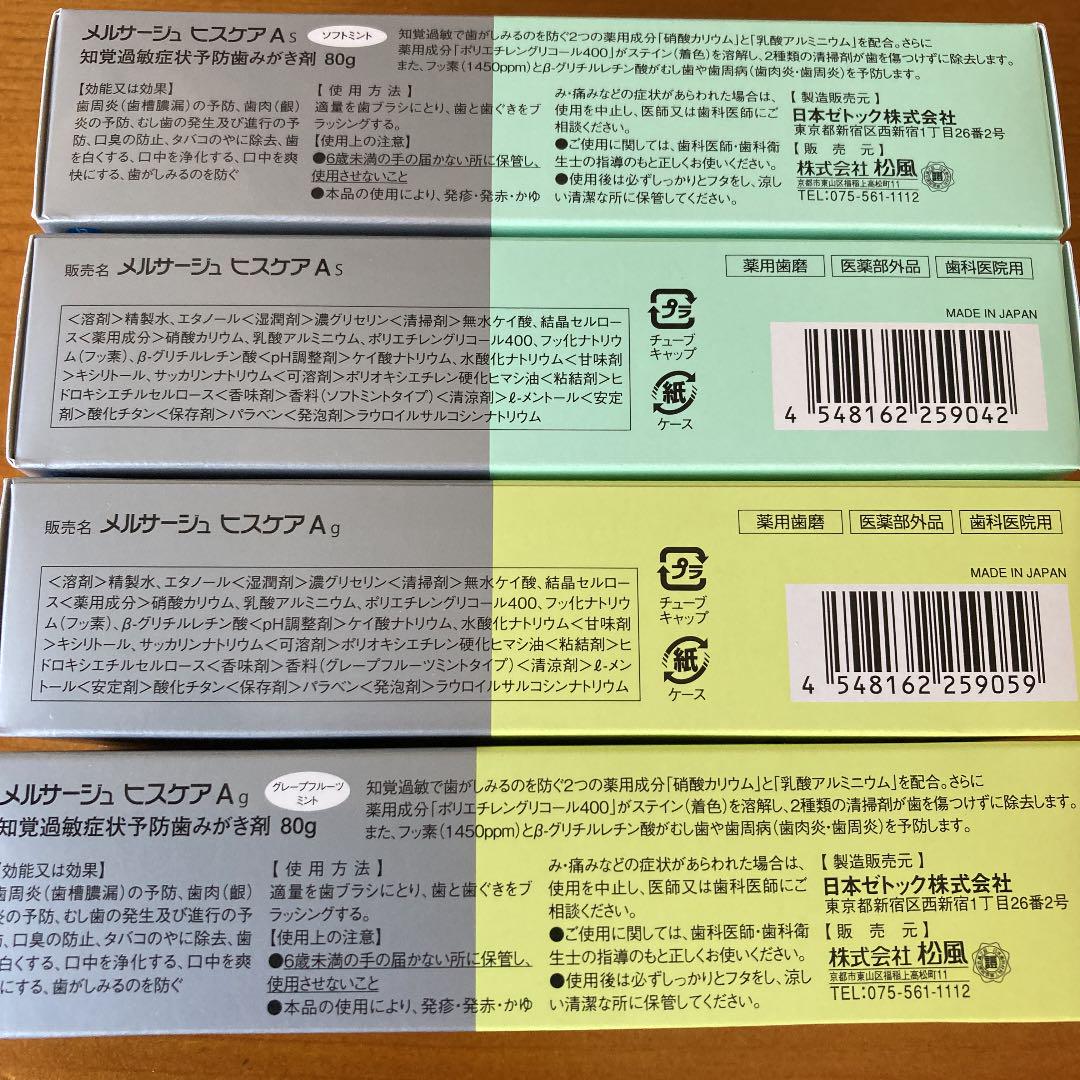 メルサージュ ヒスケア A s ソフトミント
知覚過敏症状予防歯みがき剤 80g
知覚過敏で歯がしみるのを防ぐ2つの薬用成分「硝酸カリウム」と「乳酸アルミニウム」を配合。さらに
薬用成分「ポリエチレングリコール400」がステイン(着色)を溶解し、2種類の清掃剤が歯を傷つけずに除去します。
また、フッ素(1450ppm)とβ-グリチルレチン酸がむし歯や歯周病(歯肉炎・歯周炎)を予防します。
【効能又は効果】
歯周炎(歯槽膿漏)の予防、歯肉(齦)
炎の予防、むし歯の発生及び進行の予
防、口臭の防止、タバコのやに除去、歯
を白くする、口中を浄化する、口中を爽
快にする、歯がしみるのを防ぐ
【使用方法】
適量を歯ブラシにとり、歯と歯ぐきをブ
ラッシングする。
【使用上の注意】
●6歳未満の手の届かない所に保管し、
使用させないこと
●本品の使用により、発疹・発赤・かゆ
み・痛みなどの症状があらわれた場合は、
使用を中止し、医師又は歯科医師にご
相談ください。
●ご使用に関しては、歯科医師・歯科衛
生士の指導のもと正しくお使いください。
●使用後は必ずしっかりとフタをし、涼し
い清潔な所に保管してください。
【製造販売元】
日本ゼトック株式会社
東京都新宿区西新宿1丁目26番2号
【販売元】
株式会社 松風
京都市東山区福稲上高松町11
TEL:075-561-1112
販売名 メルサージュ ヒスケア A s
薬用歯磨 医薬部外品 歯科医院用
<溶剤>精製水、エタノール<湿潤剤>濃グリセリン<清掃剤>無水ケイ酸、結晶セルロー
ス<薬用成分>硝酸カリウム、乳酸アルミニウム、ポリエチレングリコール400、フッ化ナトリウ
ム(フッ素)、β-グリチルレチン酸<pH調整剤>ケイ酸ナトリウム、水酸化ナトリウム<甘味剤
>キシリトール、サッカリンナトリウム<可溶剤>ポリオキシエチレン硬化ヒマシ油<粘結剤>ヒ
ドロキシエチルセルロース<香味剤>香料(ソフトミントタイプ)<清涼剤>ℓ-メントール<安定
剤>酸化チタン<保存剤>パラベン<発泡剤>ラウロイルサルコシンナトリウム
プラ
チューブ
キャップ
紙
ケース
MADE IN JAPAN
4 548162 259042
販売名 メルサージュ ヒスケア A g
薬用歯磨 医薬部外品 歯科医院用
<溶剤>精製水、エタノール<湿潤剤>濃グリセリン<清掃剤>無水ケイ酸、結晶セルロー
ス<薬用成分>硝酸カリウム、乳酸アルミニウム、ポリエチレングリコール400、フッ化ナトリウ
ム(フッ素)、β-グリチルレチン酸<pH調整剤>ケイ酸ナトリウム、水酸化ナトリウム<甘味剤
>キシリトール、サッカリンナトリウム<可溶剤>ポリオキシエチレン硬化ヒマシ油<粘結剤>ヒ
ドロキシエチルセルロース<香味剤>香料(グレープフルーツミントタイプ)<清涼剤>ℓ-メン
トール<安定剤>酸化チタン<保存剤>パラベン<発泡剤>ラウロイルサルコシンナトリウム
プラ
チューブ
キャップ
紙
ケース
MADE IN JAPAN
4 548162 259059
メルサージュ ヒスケア A g グレープフルーツ
ミント
知覚過敏症状予防歯みがき剤 80g
知覚過敏で歯がしみるのを防ぐ2つの薬用成分「硝酸カリウム」と「乳酸アルミニウム」を配合。さらに
薬用成分「ポリエチレングリコール400」がステイン(着色)を溶解し、2種類の清掃剤が歯を傷つけずに除去します。
また、フッ素(1450ppm)とβ-グリチルレチン酸がむし歯や歯周病(歯肉炎・歯周炎)を予防します。
【効能又は効果】
歯周炎(歯槽膿漏)の予防、歯肉(齦)
炎の予防、むし歯の発生及び進行の予
防、口臭の防止、タバコのやに除去、歯
白くする、口中を浄化する、口中を爽
にする、歯がしみるのを防ぐ
【使用方法】
適量を歯ブラシにとり、歯と歯ぐきをブ
ラッシングする。
【使用上の注意】
●6歳未満の手の届かない所に保管し、
使用させないこと
●本品の使用により、発疹・発赤・かゆ
み・痛みなどの症状があらわれた場合は、
使用を中止し、医師又は歯科医師にご
相談ください。
●ご使用に関しては、歯科医師・歯科衛
生士の指導のもと正しくお使いください。
●使用後は必ずしっかりとフタをし、涼し
い清潔な所に保管してください。
【製造販売元】
日本ゼトック株式会社
東京都新宿区西新宿1丁目26番2号
【販売元】
株式会社 松風
京都市東山区福稲上高松町11
TEL:075-561-1112